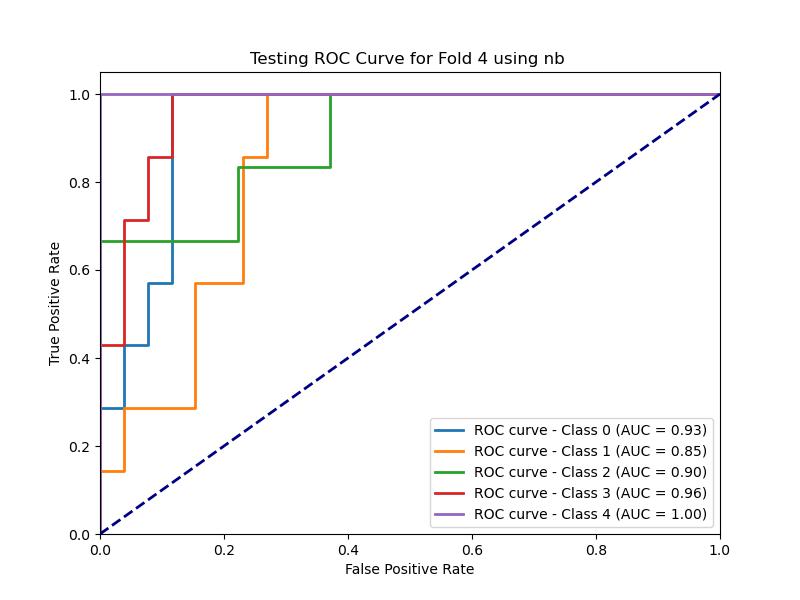 Testing ROC Curve for Fold 4 using nb
True Positive Rate
1.0
0.8
0.6
0.4
0.2
0.0
ROC curve - Class 0 (AUC = 0.93)
ROC curve - Class 1 (AUC = 0.85)
ROC curve - Class 2 (AUC = 0.90)
ROC curve - Class 3 (AUC = 0.96)
ROC curve - Class 4 (AUC = 1.00)
0.0 0.2 0.4 0.6 0.8 1.0
False Positive Rate